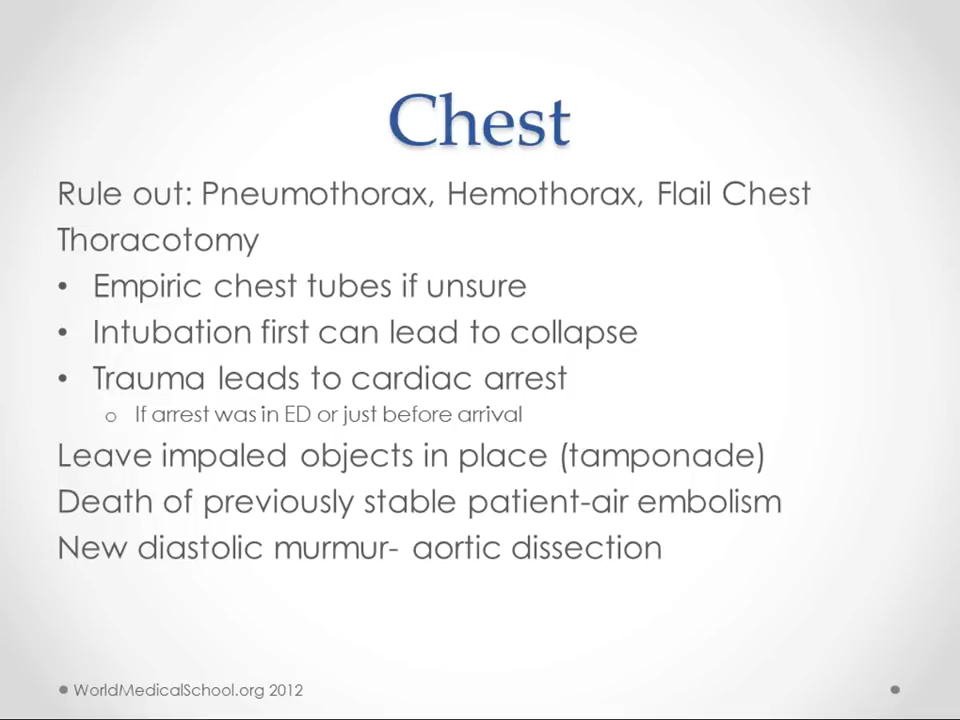 Chest
Rule out: Pneumothorax, Hemothorax, Flail Chest
Thoracotomy
• Empiric chest tubes if unsure
• Intubation first can lead to collapse
• Trauma leads to cardiac arrest
o If arrest was in ED or just before arrival
Leave impaled objects in place (tamponade)
Death of previously stable patient-air embolism
New diastolic murmur- aortic dissection
WorldMedicalSchool.org 2012